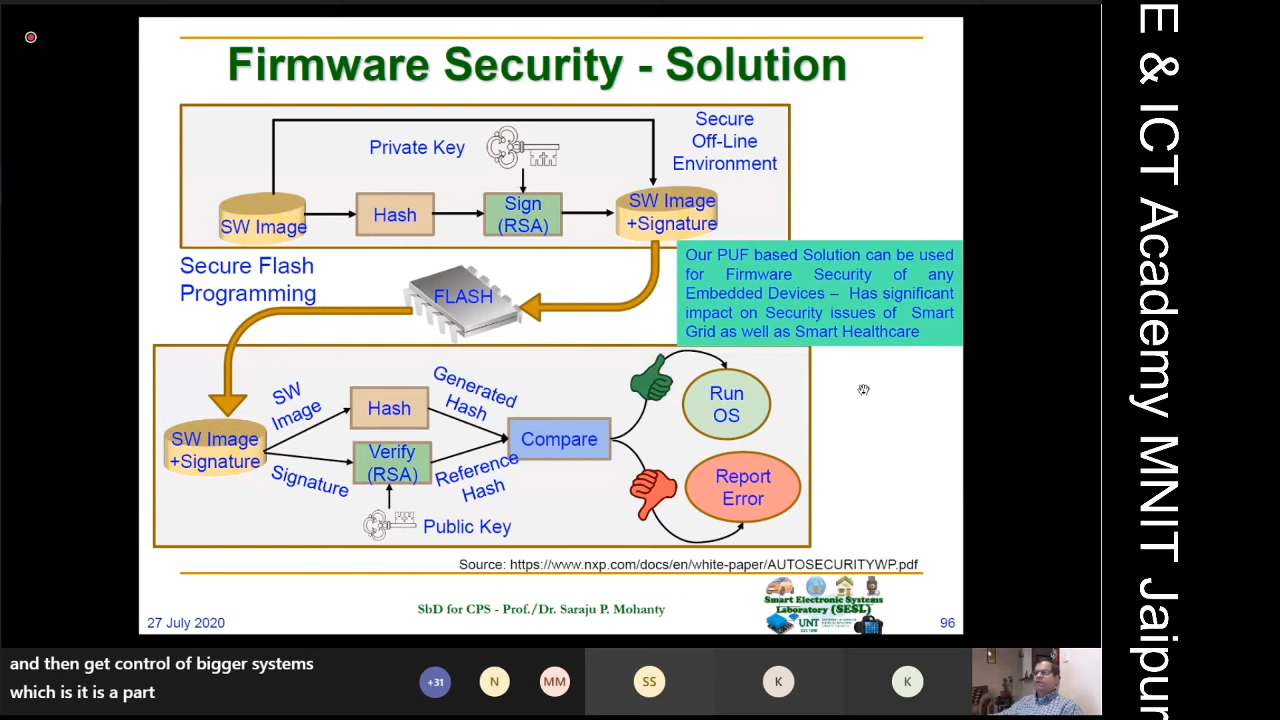 Firmware Security - Solution
Private Key
Secure
Off-Line
Environment
SW Image
Hash
Sign
(RSA)
SW Image
+Signature
Secure Flash
Programming
FLASH
Our PUF based Solution can be used
for Firmware Security of any
Embedded Devices – Has significant
impact on Security issues of Smart
Grid as well as Smart Healthcare
SW Image
+Signature
SW
Image
Signature
Hash
Verify
(RSA)
Public Key
Generated
Hash
Reference
Hash
Compare
Run
OS
Report
Error
Source: https://www.nxp.com/docs/en/white-paper/AUTOSECURITYWP.pdf
27 July 2020
SbD for CPS - Prof./Dr. Saraju P. Mohanty
Smart Electronic Systems
Laboratory (SESL)
UNT
96
and then get control of bigger systems
which is it is a part
+31
N
MM
SS
K
K
E & ICT Academy MNIT Jaipur